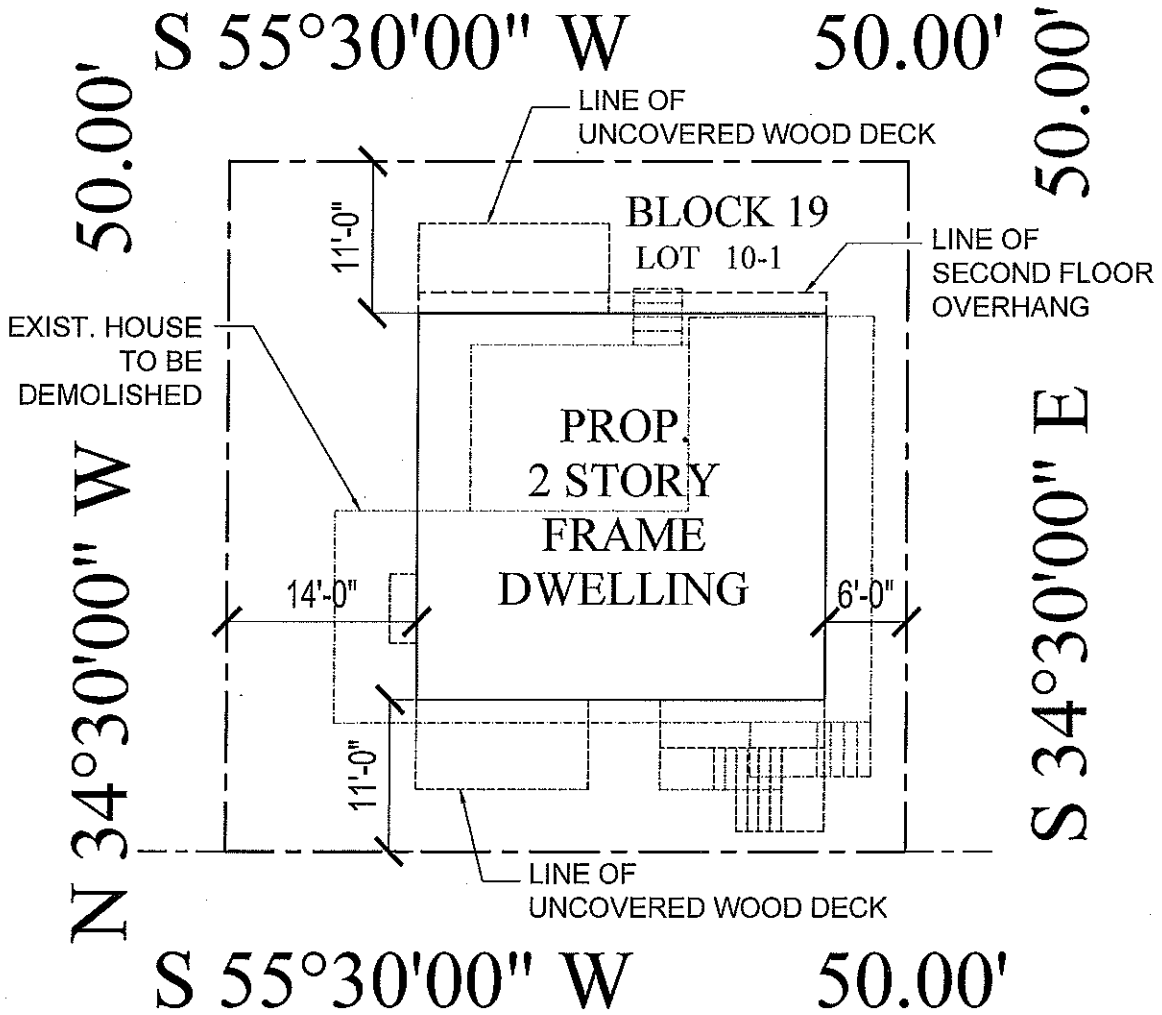 S 55°30'00" W 50.00'
N 34°30'00" W 50.00'
S 34°30'00" E 50.00'
LINE OF
UNCOVERED WOOD DECK
11'-0"
BLOCK 19
LOT 10-1
LINE OF
SECOND FLOOR
OVERHANG
EXIST. HOUSE
TO BE
DEMOLISHED
PROP.
2 STORY
FRAME
DWELLING
14'-0"
6'-0"
11'-0"
LINE OF
UNCOVERED WOOD DECK
S 55°30'00" W 50.00'